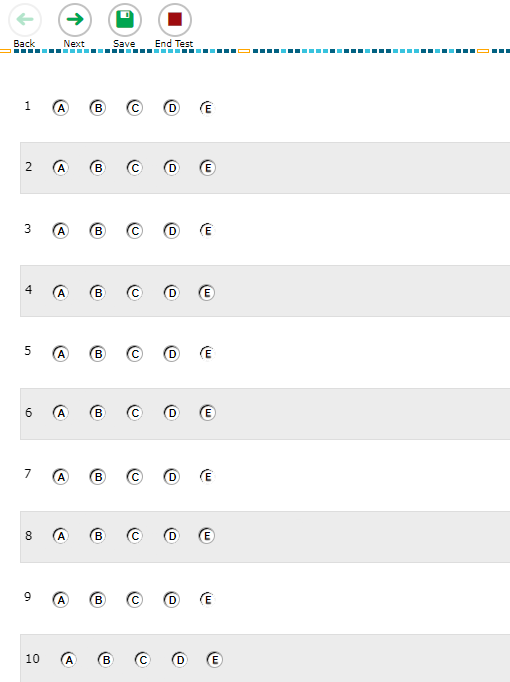 Back Next Save End Test
1 A B C D E
2 A B C D E
3 A B C D E
4 A B C D E
5 A B C D E
6 A B C D E
7 A B C D E
8 A B C D E
9 A B C D E
10 A B C D E